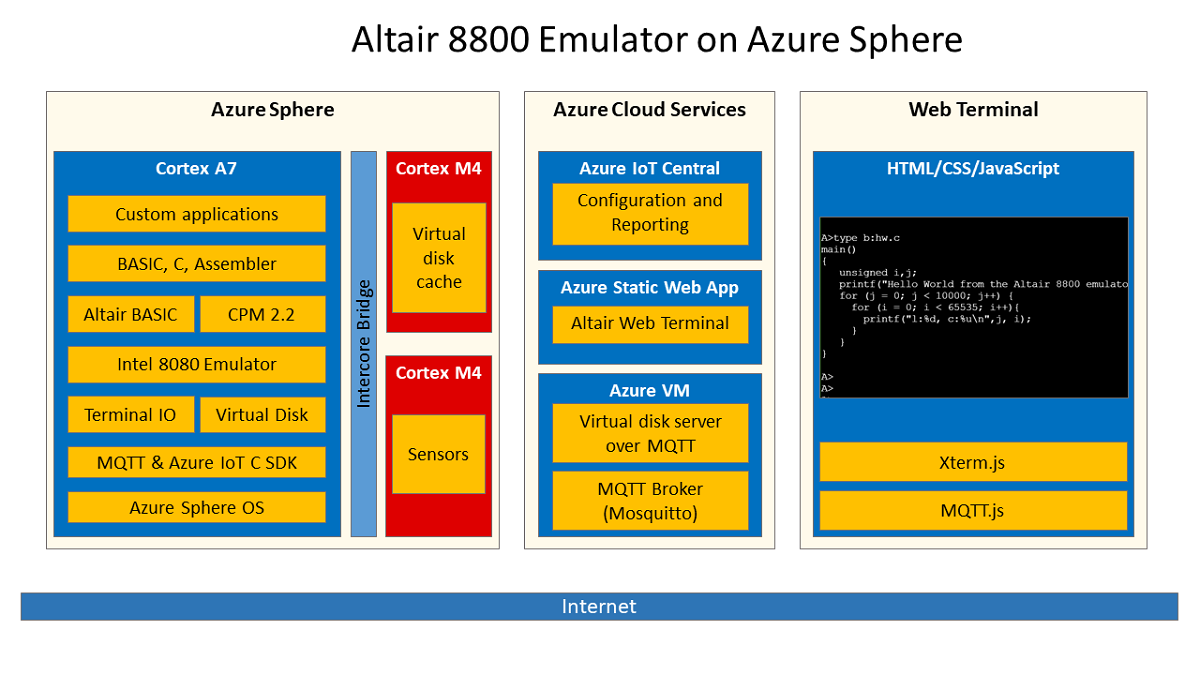 Altair 8800 Emulator on Azure Sphere
Azure Sphere
Cortex A7
Custom applications
BASIC, C, Assembler
Altair BASIC
CPM 2.2
Intel 8080 Emulator
Terminal IO
Virtual Disk
MQTT & Azure IoT C SDK
Azure Sphere OS
Intercore Bridge
Cortex M4
Virtual
disk
cache
Cortex M4
Sensors
Azure Cloud Services
Azure IoT Central
Configuration and
Reporting
Azure Static Web App
Altair Web Terminal
Azure VM
Virtual disk server
over MQTT
MQTT Broker
(Mosquitto)
Web Terminal
HTML/CSS/JavaScript
A>type b:hw.c
main()
{
unsigned i,j;
printf("Hello World from the Altair 8800 emulato
for (j = 0; j < 10000; j++) {
for (i = 0; i < 65535; i++){
printf("l:%d, c:%u\n",j, i);
}
}
}
A>
A>
Xterm.js
MQTT.js
Internet